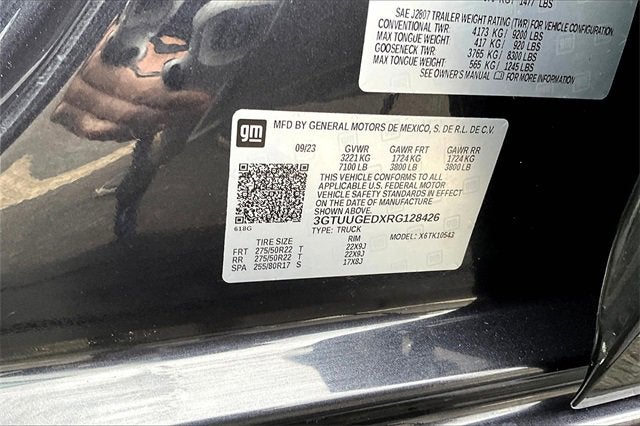 1477 LBS
SAE J2807 TRAILER WEIGHT RATING (TWR) FOR VEHICLE CONFIGURATION
CONVENTIONAL TWR: 4173 KG/ 9200 LBS
MAX TONGUE WEIGHT: 417 KG/ 920 LBS
GOOSENECK TWR: 3765 KG/ 8300 LBS
MAX TONGUE WEIGHT: 565 KG/ 1245 LBS
SEE OWNER'S MANUAL FOR MORE INFORMATION
gm
MFD BY GENERAL MOTORS DE MEXICO, S. DE R.L. DE C.V.
09/23 GVWR GAWR FRT GAWR RR
3221 KG 1724 KG 1724 KG
7100 LB 3800 LB 3800 LB
THIS VEHICLE CONFORMS TO ALL
APPLICABLE U.S. FEDERAL MOTOR
VEHICLE SAFETY STANDARDS IN
EFFECT ON THE DATE OF MANUFACTURE
SHOWN ABOVE.
3GTUUGEDXRG128426
618G
TYPE: TRUCK MODEL: X6TK10543
TIRE SIZE RIM
FRT 275/50R22 T 22X9J
RR 275/50R22 T 22X9J
SPA 255/80R17 S 17X8J